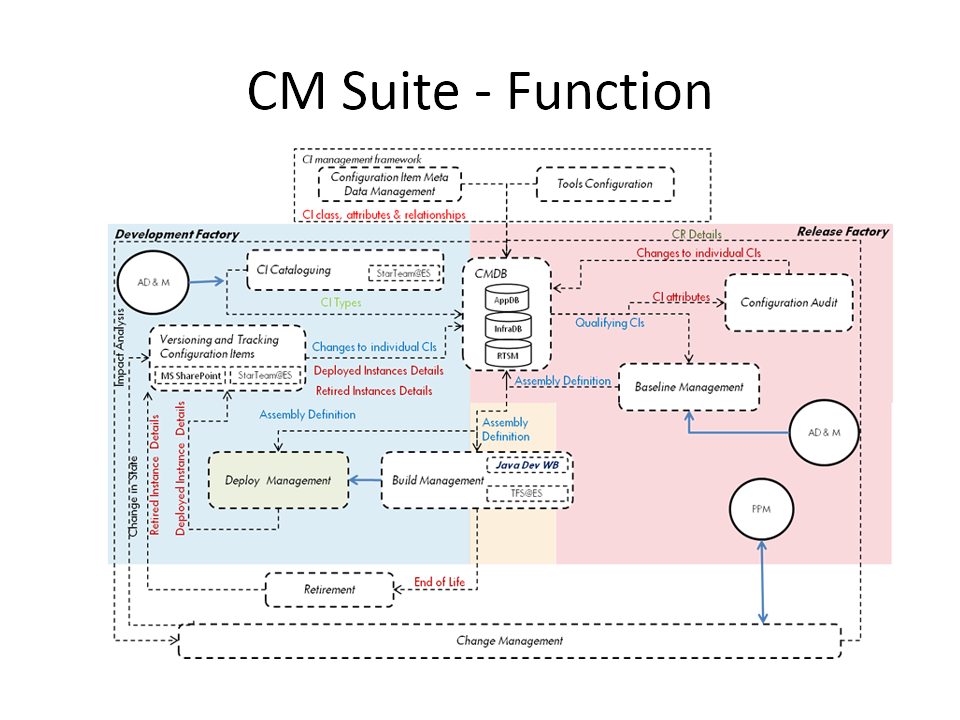 CM Suite - Function
CI management framework
Configuration Item Meta
Data Management
Tools Configuration
CI class, attributes & relationships
Development Factory
CR Details
Release Factory
Changes to individual CIs
AD & M
CI Cataloguing
StarTeam@ES
CMDB
AppDB
InfraDB
RTSM
CI attributes
Configuration Audit
CI Types
Qualifying CIs
Impact Analysis
Versioning and Tracking
Configuration Items
MS SharePoint
StarTeam@ES
Changes to individual CIs
Deployed Instances Details
Retired Instances Details
Assembly Definition
Baseline Management
Assembly Definition
Assembly
Definition
AD & M
Change in State
Retired Instance Details
Deployed Instance Details
Deploy Management
Build Management
Java Dev WB
TFS@ES
PPM
Retirement
End of Life
Change Management